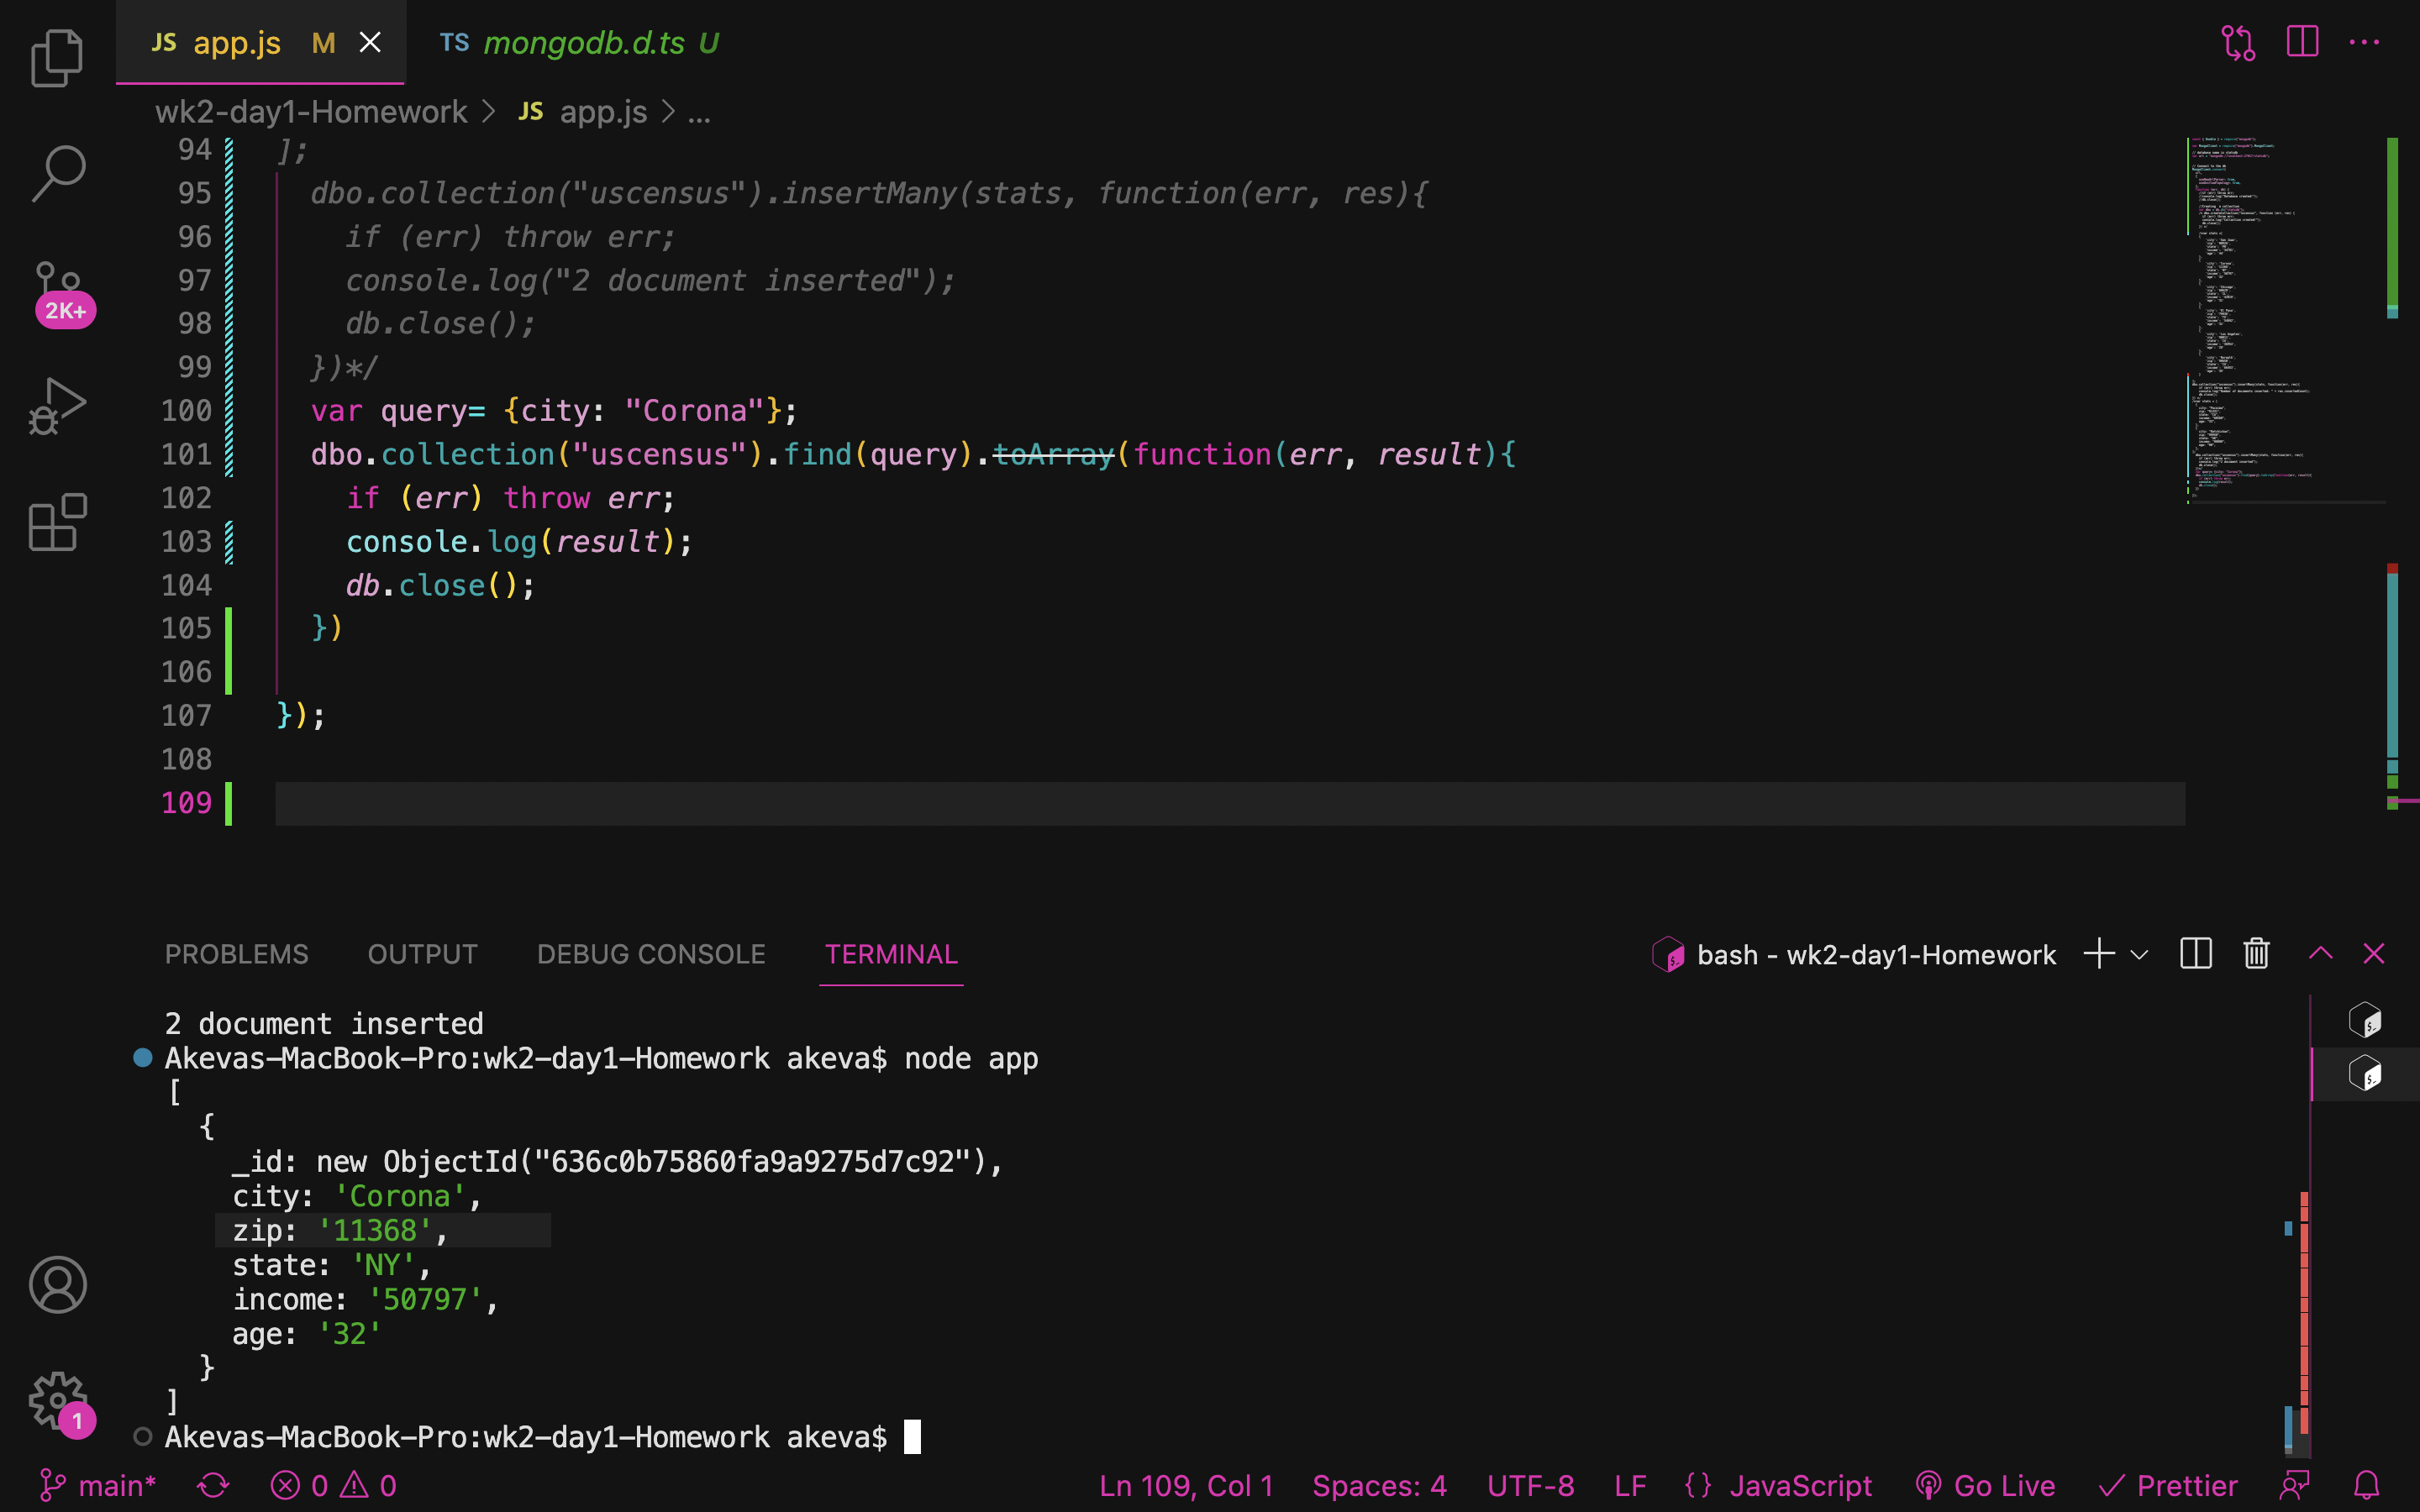 JS app.js M
TS mongodb.d.ts U
wk2-day1-Homework > JS app.js > ...
94 ];
95 dbo.collection("uscensus").insertMany(stats, function(err, res){
96 if (err) throw err;
97 console.log("2 document inserted");
98 db.close();
99 })*/
100 var query= {city: "Corona"};
101 dbo.collection("uscensus").find(query).toArray(function(err, result){
102 if (err) throw err;
103 console.log(result);
104 db.close();
105 })
106
107 });
108
109
2K+
PROBLEMS OUTPUT DEBUG CONSOLE TERMINAL bash - wk2-day1-Homework
2 document inserted
Akevas-MacBook-Pro:wk2-day1-Homework akeva$ node app
[
{
_id: new ObjectId("636c0b75860fa9a9275d7c92"),
city: 'Corona',
zip: '11368',
state: 'NY',
income: '50797',
age: '32'
}
]
Akevas-MacBook-Pro:wk2-day1-Homework akeva$
1
main* 0 0 Ln 109, Col 1 Spaces: 4 UTF-8 LF {} JavaScript Go Live Prettier